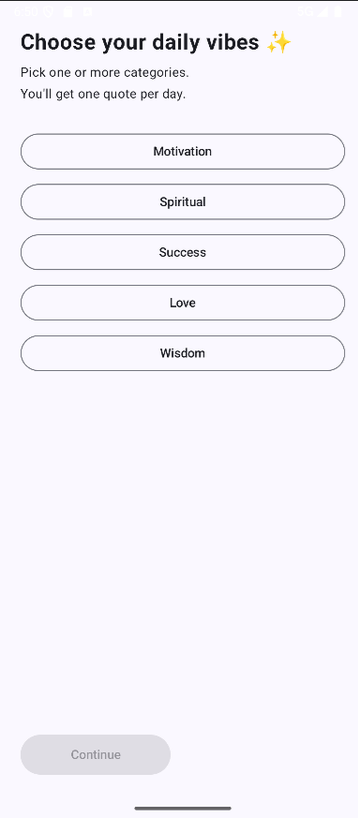 Choose your daily vibes ✨
Pick one or more categories.
You'll get one quote per day.
Motivation
Spiritual
Success
Love
Wisdom
Continue